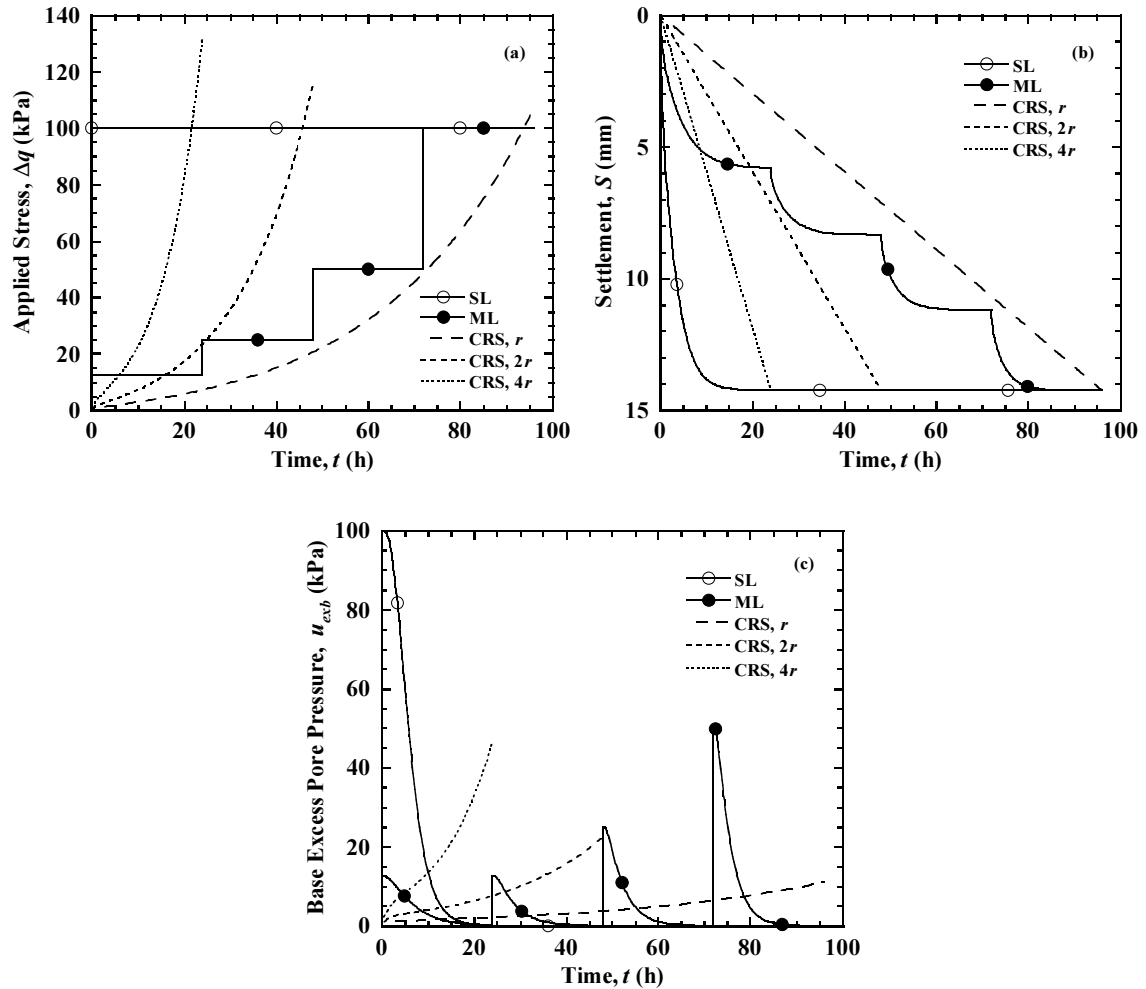 (a)
Applied Stress, Δq (kPa)
140
120
100
80
60
40
20
0
SL
ML
CRS, r
CRS, 2r
CRS, 4r
0 20 40 60 80 100
Time, t (h)
(b)
Settlement, S (mm)
0
5
10
15
SL
ML
CRS, r
CRS, 2r
CRS, 4r
0 20 40 60 80 100
Time, t (h)
(c)
Base Excess Pore Pressure, u_exb (kPa)
100
80
60
40
20
0
SL
ML
CRS, r
CRS, 2r
CRS, 4r
0 20 40 60 80 100
Time, t (h)